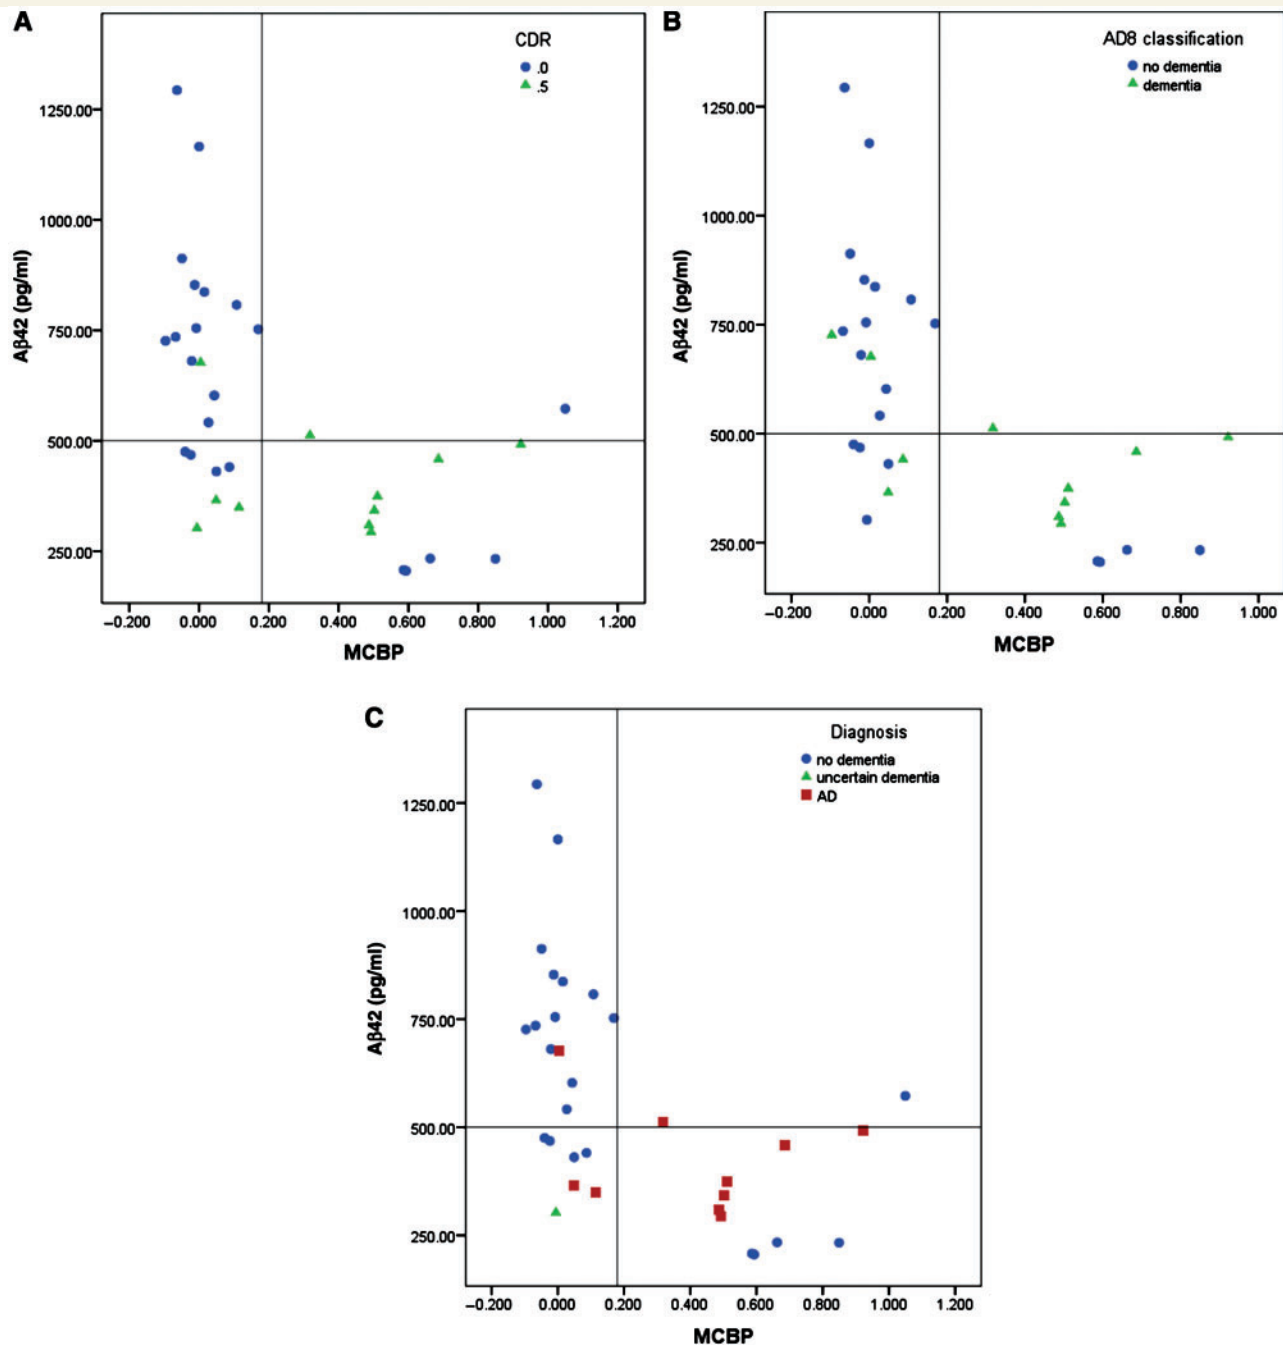 A
CDR
.0
.5
1250.00
1000.00
750.00
500.00
250.00
Aβ42 (pg/ml)
−0.200 0.000 0.200 0.400 0.600 0.800 1.000 1.200
MCBP
B
AD8 classification
no dementia
dementia
1250.00
1000.00
750.00
500.00
250.00
Aβ42 (pg/ml)
−0.200 0.000 0.200 0.400 0.600 0.800 1.000
MCBP
C
Diagnosis
no dementia
uncertain dementia
AD
1250.00
1000.00
750.00
500.00
250.00
Aβ42 (pg/ml)
−0.200 0.000 0.200 0.400 0.600 0.800 1.000 1.200
MCBP